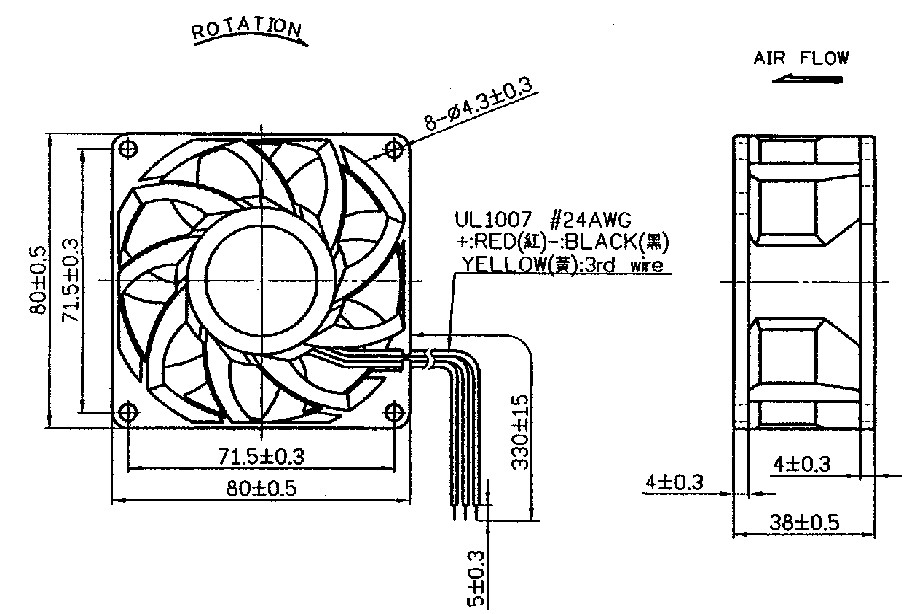 ROTATION
AIR FLOW
8-Ø4.3±0.3
UL1007 #24AWG
+:RED(紅)-:BLACK(黑)
YELLOW(黃):3rd wire
80±0.5
71.5±0.3
71.5±0.3
80±0.5
330±15
5±0.3
4±0.3
4±0.3
38±0.5